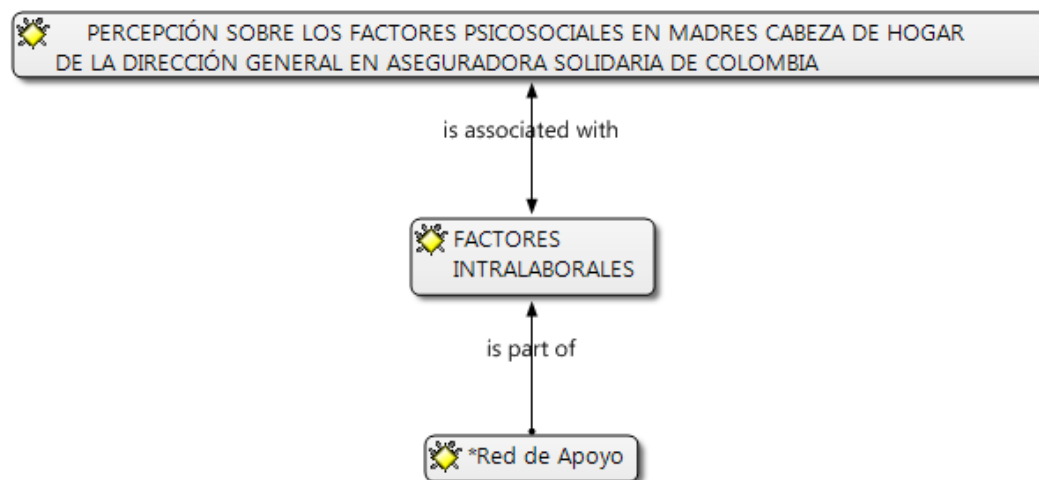 PERCEPCIÓN SOBRE LOS FACTORES PSICOSOCIALES EN MADRES CABEZA DE HOGAR
DE LA DIRECCIÓN GENERAL EN ASEGURADORA SOLIDARIA DE COLOMBIA
is associated with
FACTORES
INTRALABORALES
is part of
*Red de Apoyo